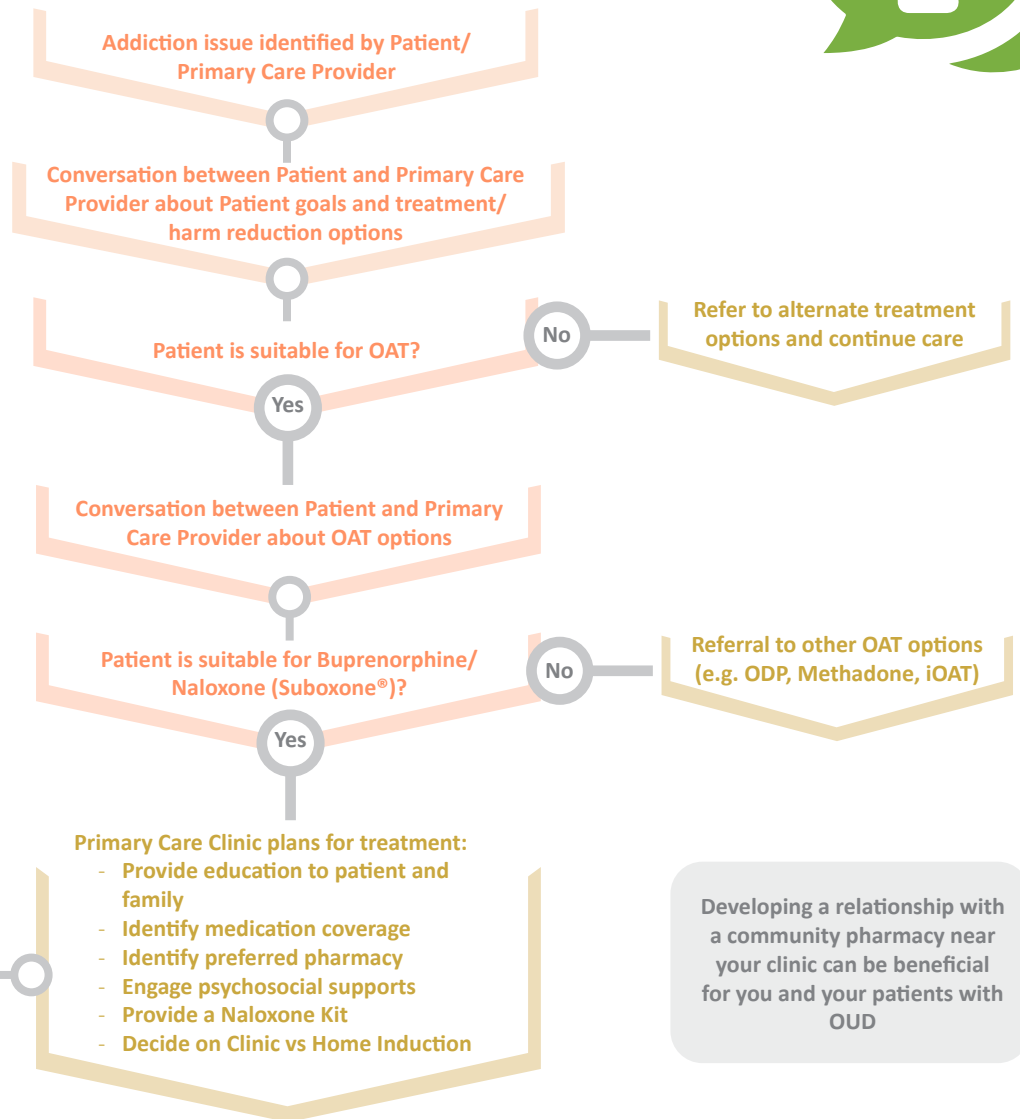 Addiction issue identified by Patient/
Primary Care Provider
Conversation between Patient and Primary Care
Provider about Patient goals and treatment/
harm reduction options
Patient is suitable for OAT?
No
Refer to alternate treatment
options and continue care
Yes
Conversation between Patient and Primary
Care Provider about OAT options
Patient is suitable for Buprenorphine/
Naloxone (Suboxone®)?
No
Referral to other OAT options
(e.g. ODP, Methadone, iOAT)
Yes
Primary Care Clinic plans for treatment:
- Provide education to patient and
family
- Identify medication coverage
- Identify preferred pharmacy
- Engage psychosocial supports
- Provide a Naloxone Kit
- Decide on Clinic vs Home Induction
Developing a relationship with
a community pharmacy near
your clinic can be beneficial
for you and your patients with
OUD